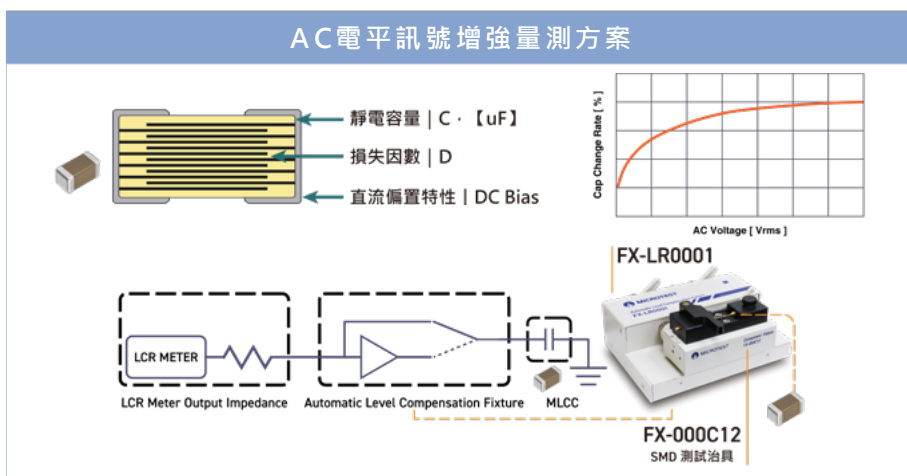 AC電平訊號增強量測方案
靜電容量 | C．【uF】
損失因數 | D
直流偏置特性 | DC Bias
Cap Change Rate [ % ]
AC Voltage [ Vrms ]
FX-LR0001
MICROTEST
FX-LR0001
MICROTEST
LCR METER
LCR Meter Output Impedance
Automatic Level Compensation Fixture
MLCC
FX-000C12
SMD 測試治具